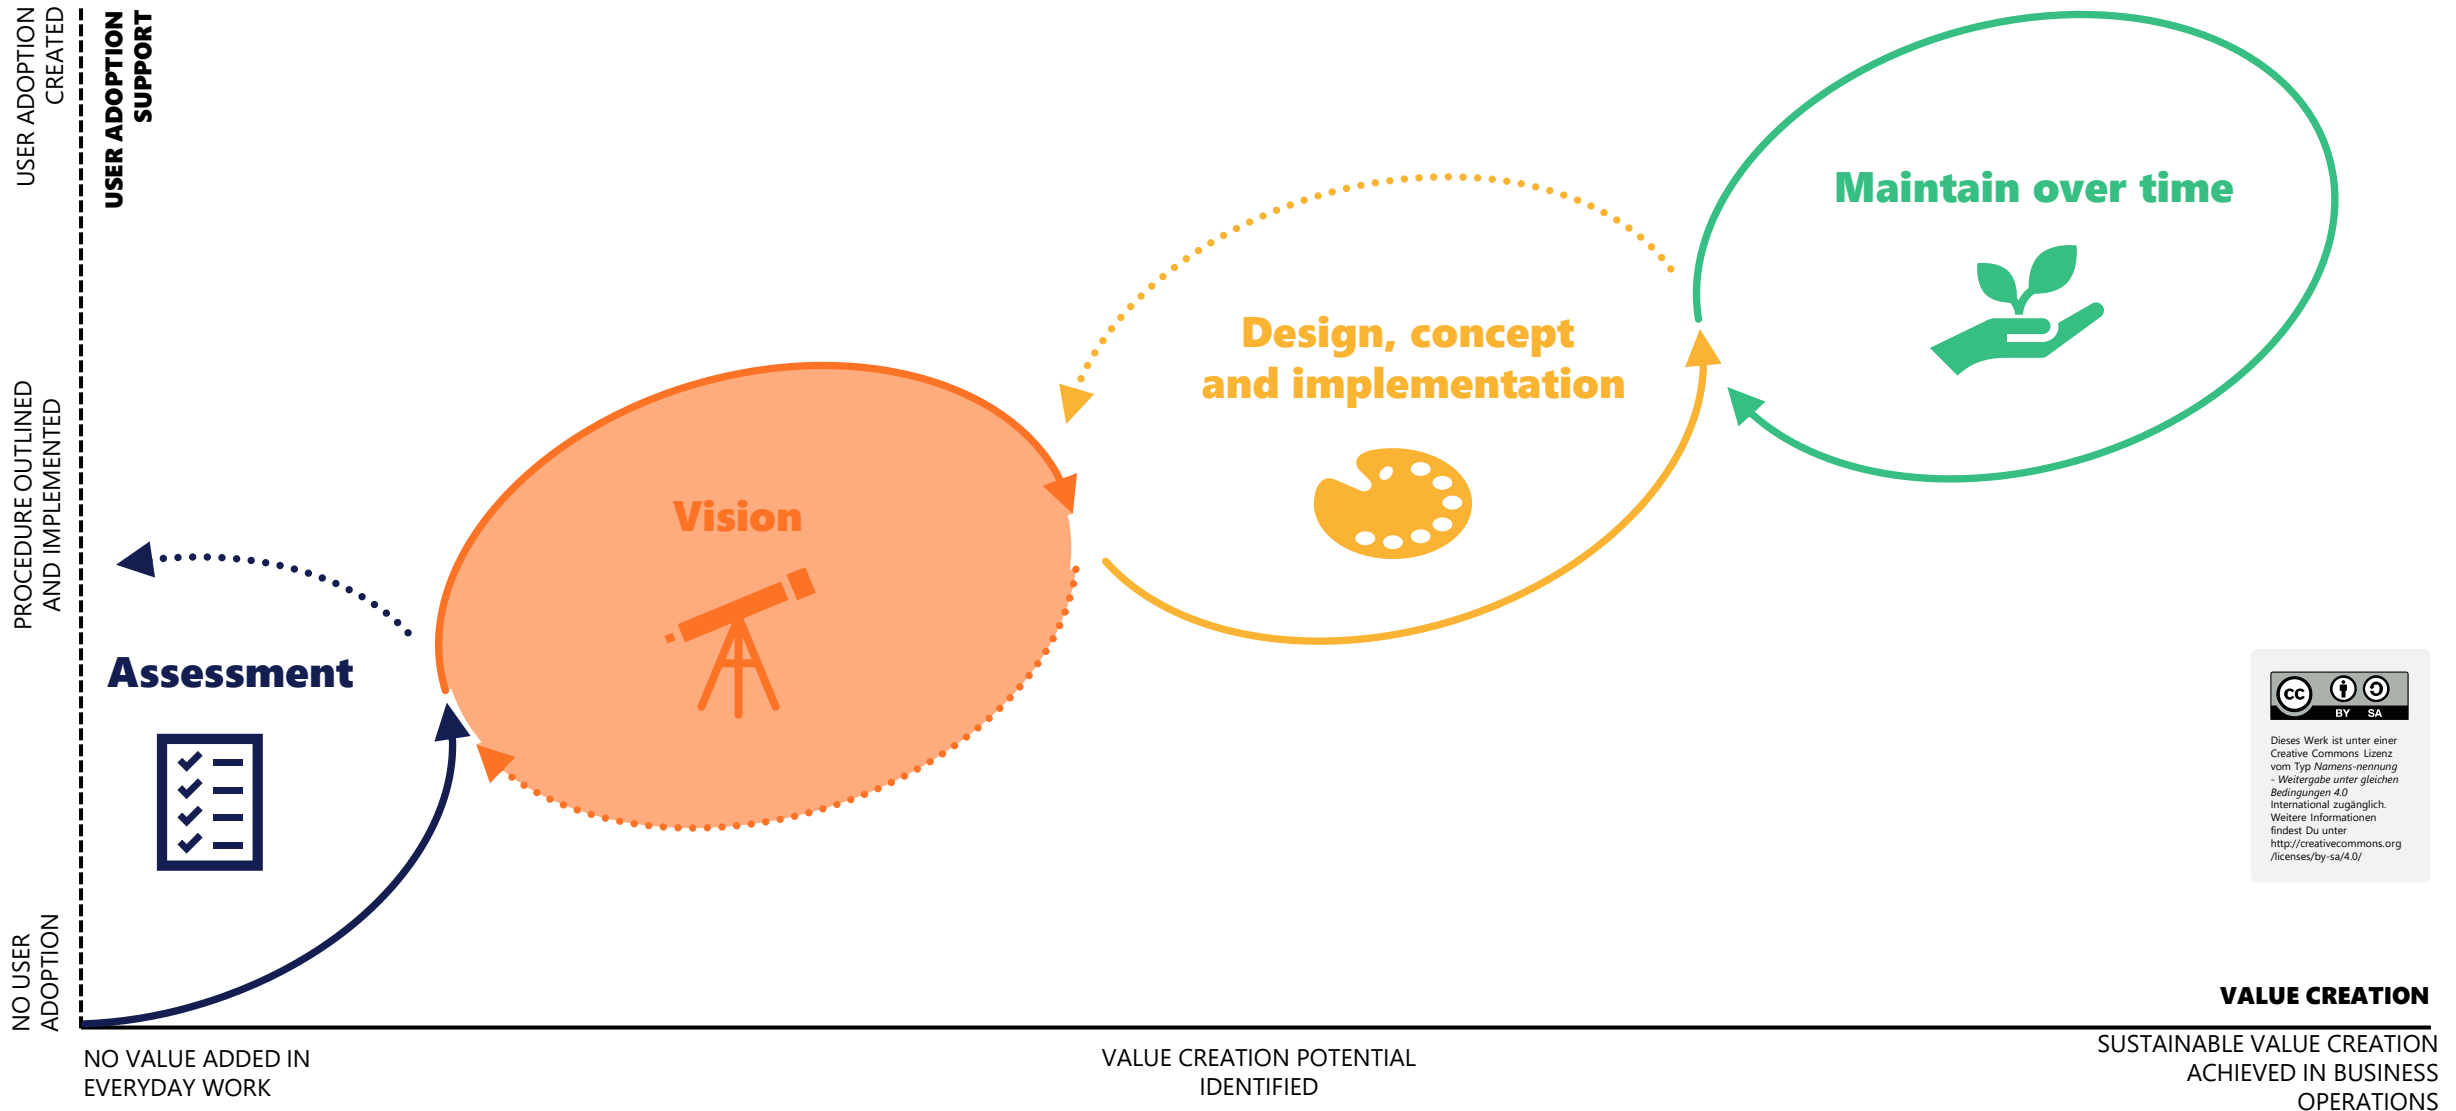 USER ADOPTION
CREATED
USER ADOPTION
SUPPORT
PROCEDURE OUTLINED
AND IMPLEMENTED
NO USER
ADOPTION
Assessment
Vision
Design, concept
and implementation
Maintain over time
cc
BY SA
Dieses Werk ist unter einer
Creative Commons Lizenz
vom Typ Namens-nennung
- Weitergabe unter gleichen
Bedingungen 4.0
International zugänglich.
Weitere Informationen
findest Du unter
http://creativecommons.org
/licenses/by-sa/4.0/
VALUE CREATION
NO VALUE ADDED IN
EVERYDAY WORK
VALUE CREATION POTENTIAL
IDENTIFIED
SUSTAINABLE VALUE CREATION
ACHIEVED IN BUSINESS
OPERATIONS